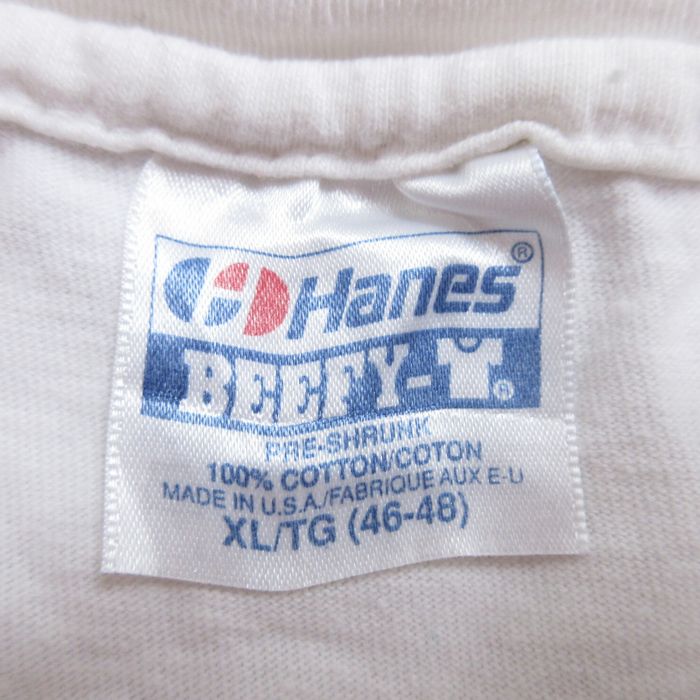 Hanes®
BEEFY-T®
PRE-SHRUNK
100% COTTON/COTON
MADE IN U.S.A./FABRIQUE AUX E-U
XL/TG (46-48)